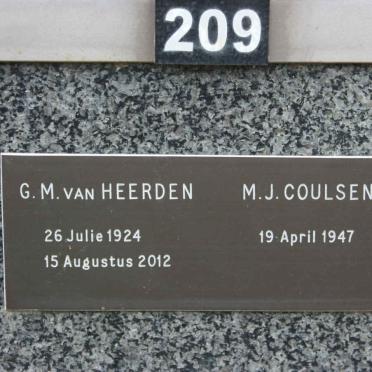 209
G. M. VAN HEERDEN
26 Julie 1924
15 Augustus 2012
M.J. COULSEN
19 April 1947